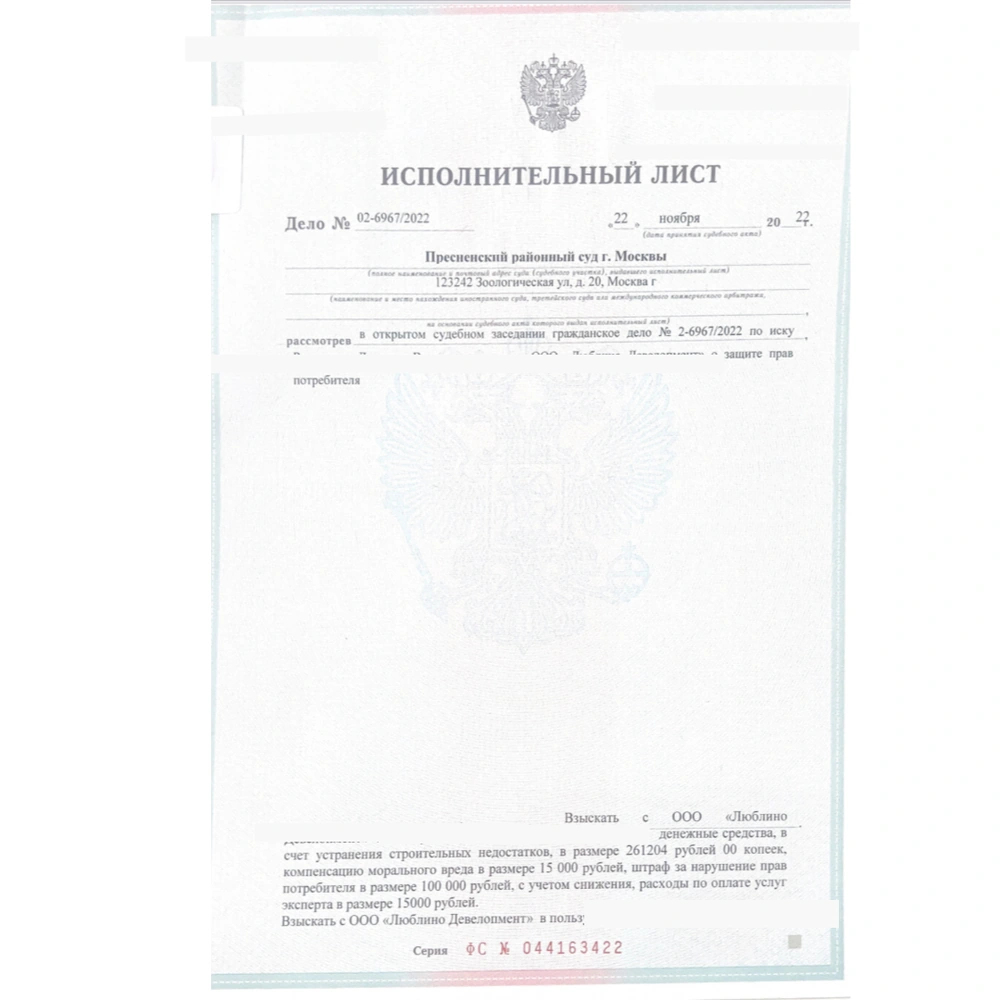 ИСПОЛНИТЕЛЬНЫЙ ЛИСТ
Дело № 02-6967/2022 „ 22 „ ноября 20 22 г.
(дата принятия судебного акта)
Пресненский районный суд г. Москвы
(полное наименование и почтовый адрес суда (судебного участка), выдавшего исполнительный лист)
123242 Зоологическая ул, д. 20, Москва г
(наименование и место нахождения иностранного суда, третейского суда или международного коммерческого арбитража,
,
на основании судебного акта которого выдан исполнительный лист)
рассмотрев в открытом судебном заседании гражданское дело № 2-6967/2022 по иску ,
ООО «Люблино Девелопмент» о защите прав
потребителя
Взыскать с ООО «Люблино
денежные средства, в
счет устранения строительных недостатков, в размере 261204 рублей 00 копеек,
компенсацию морального вреда в размере 15 000 рублей, штраф за нарушение прав
потребителя в размере 100 000 рублей, с учетом снижения, расходы по оплате услуг
эксперта в размере 15000 рублей.
Взыскать с ООО «Люблино Девелопмент» в
Серия ФС № 044163422